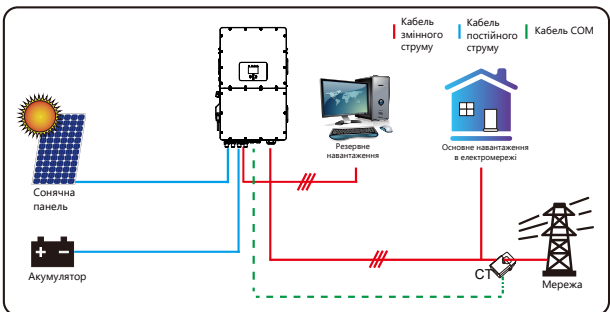 Кабель
змінного
струму
Кабель
постійного
струму
Кабель COM
Резервне
навантаження
Основне навантаження
в електромережі
Сонячна
панель
Акумулятор
CT
Мережа